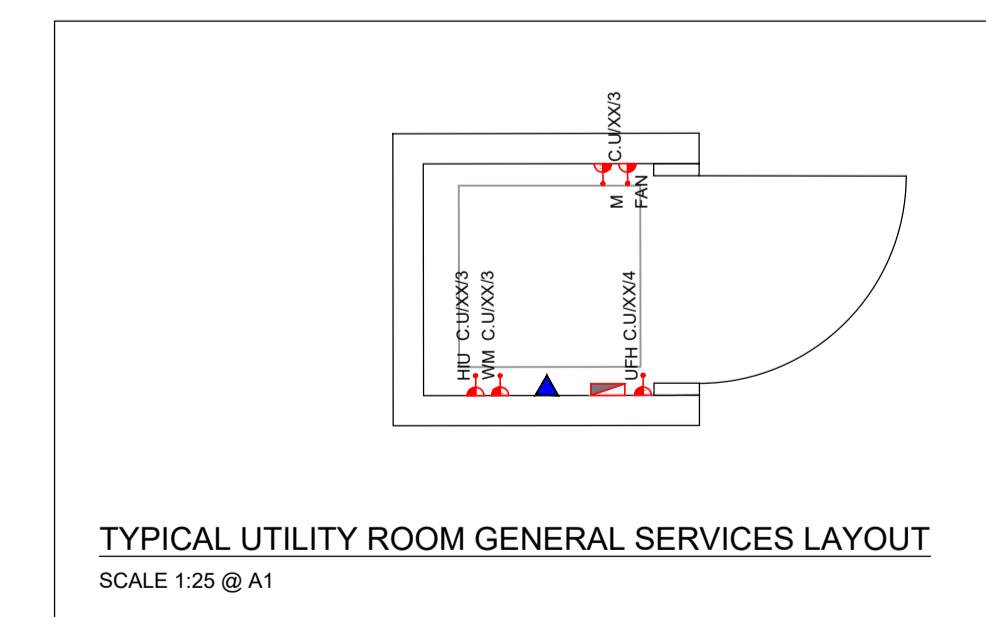 C.U/XX/3
M
FAN
HIU C.U/XX/3
WM C.U/XX/3
UFH C.U/XX/4
TYPICAL UTILITY ROOM GENERAL SERVICES LAYOUT
SCALE 1:25 @ A1